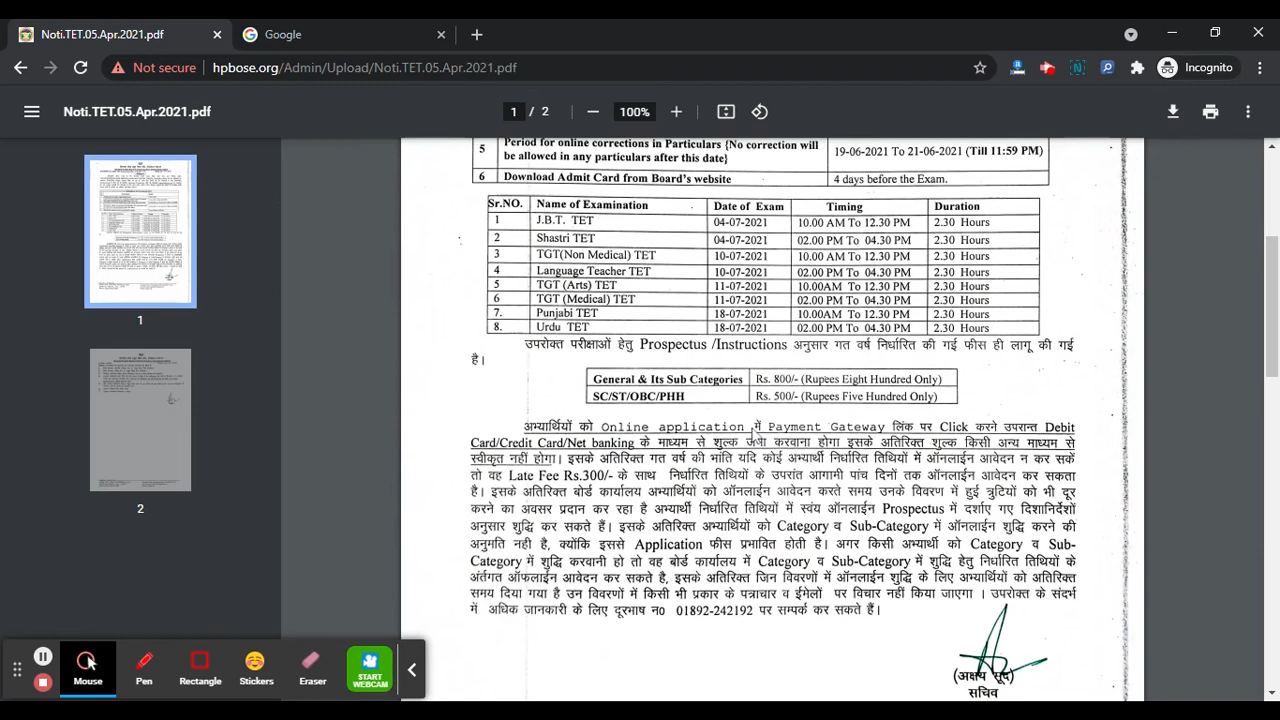 Noti.TET.05.Apr.2021.pdf
Google
Not secure
hpbose.org/Admin/Upload/Noti.TET.05.Apr.2021.pdf
Incognito
Noti.TET.05.Apr.2021.pdf
1 / 2
100%
5 Period for online corrections in Particulars {No correction will be allowed in any particulars after this date} 19-06-2021 To 21-06-2021 (Till 11:59 PM)
6 Download Admit Card from Board's website 4 days before the Exam.
Sr.NO. Name of Examination Date of Exam Timing Duration
1 J.B.T. TET 04-07-2021 10.00 AM To 12.30 PM 2.30 Hours
2 Shastri TET 04-07-2021 02.00 PM To 04.30 PM 2.30 Hours
3 TGT(Non Medical) TET 10-07-2021 10.00 AM To 12.30 PM 2.30 Hours
4 Language Teacher TET 10-07-2021 02.00 PM To 04.30 PM 2.30 Hours
5 TGT (Arts) TET 11-07-2021 10.00AM To 12.30 PM 2.30 Hours
6 TGT (Medical) TET 11-07-2021 02.00 PM To 04.30 PM 2.30 Hours
7. Punjabi TET 18-07-2021 10.00AM To 12.30 PM 2.30 Hours
8. Urdu TET 18-07-2021 02.00 PM To 04.30 PM 2.30 Hours
उपरोक्त परीक्षाओं हेतु Prospectus /Instructions अनुसार गत वर्ष निर्धारित की गई फीस ही लागू की गई
है।
General & Its Sub Categories Rs. 800/- (Rupees Eight Hundred Only)
SC/ST/OBC/PHH Rs. 500/- (Rupees Five Hundred Only)
अभ्यार्थियों को Online application में Payment Gateway लिंक पर Click करने उपरान्त Debit
Card/Credit Card/Net banking के माध्यम से शुल्क जमा करवाना होगा इसके अतिरिक्त शुल्क किसी अन्य माध्यम से
स्वीकृत नहीं होगा। इसके अतिरिक्त गत वर्ष की भांति यदि कोई अभ्यार्थी निर्धारित तिथियों में ऑनलाईन आवेदन न कर सकें
तो वह Late Fee Rs.300/- के साथ निर्धारित तिथियों के उपरांत आगामी पांच दिनों तक ऑनलाईन आवेदन कर सकता
है। इसके अतिरिक्त बोर्ड कार्यालय अभ्यार्थियों को ऑनलाईन आवेदन करते समय उनके विवरण में हुई त्रुटियों को भी दूर
करने का अवसर प्रदान कर रहा है अभ्यार्थी निर्धारित तिथियों में स्वंय ऑनलाईन Prospectus में दर्शाए गए दिशानिर्देशों
अनुसार शुद्धि कर सकते हैं। इसके अतिरिक्त अभ्यार्थियों को Category व Sub-Category में ऑनलाईन शुद्धि करने की
अनुमति नही है, क्योंकि इससे Application फीस प्रभावित होती है। अगर किसी अभ्यार्थी को Category व Sub-
Category में शुद्धि करवानी हो तो वह बोर्ड कार्यालय में Category व Sub-Category में शुद्धि हेतु निर्धारित तिथियों के
अंर्तगत ऑफलाईन आवेदन कर सकते है, इसके अतिरिक्त जिन विवरणों में ऑनलाईन शुद्धि के लिए अभ्यार्थियों को अतिरिक्त
समय दिया गया है उन विवरणों में किसी भी प्रकार के पत्राचार व ईमेलों पर विचार नहीं किया जाएगा । उपरोक्त के संदर्भ
में अधिक जानकारी के लिए दूरभाष न० 01892-242192 पर सम्पर्क कर सकते हैं।
(अक्षय सूद)
सचिव
1
2
Mouse
Pen
Rectangle
Stickers
Eraser
START WEBCAM